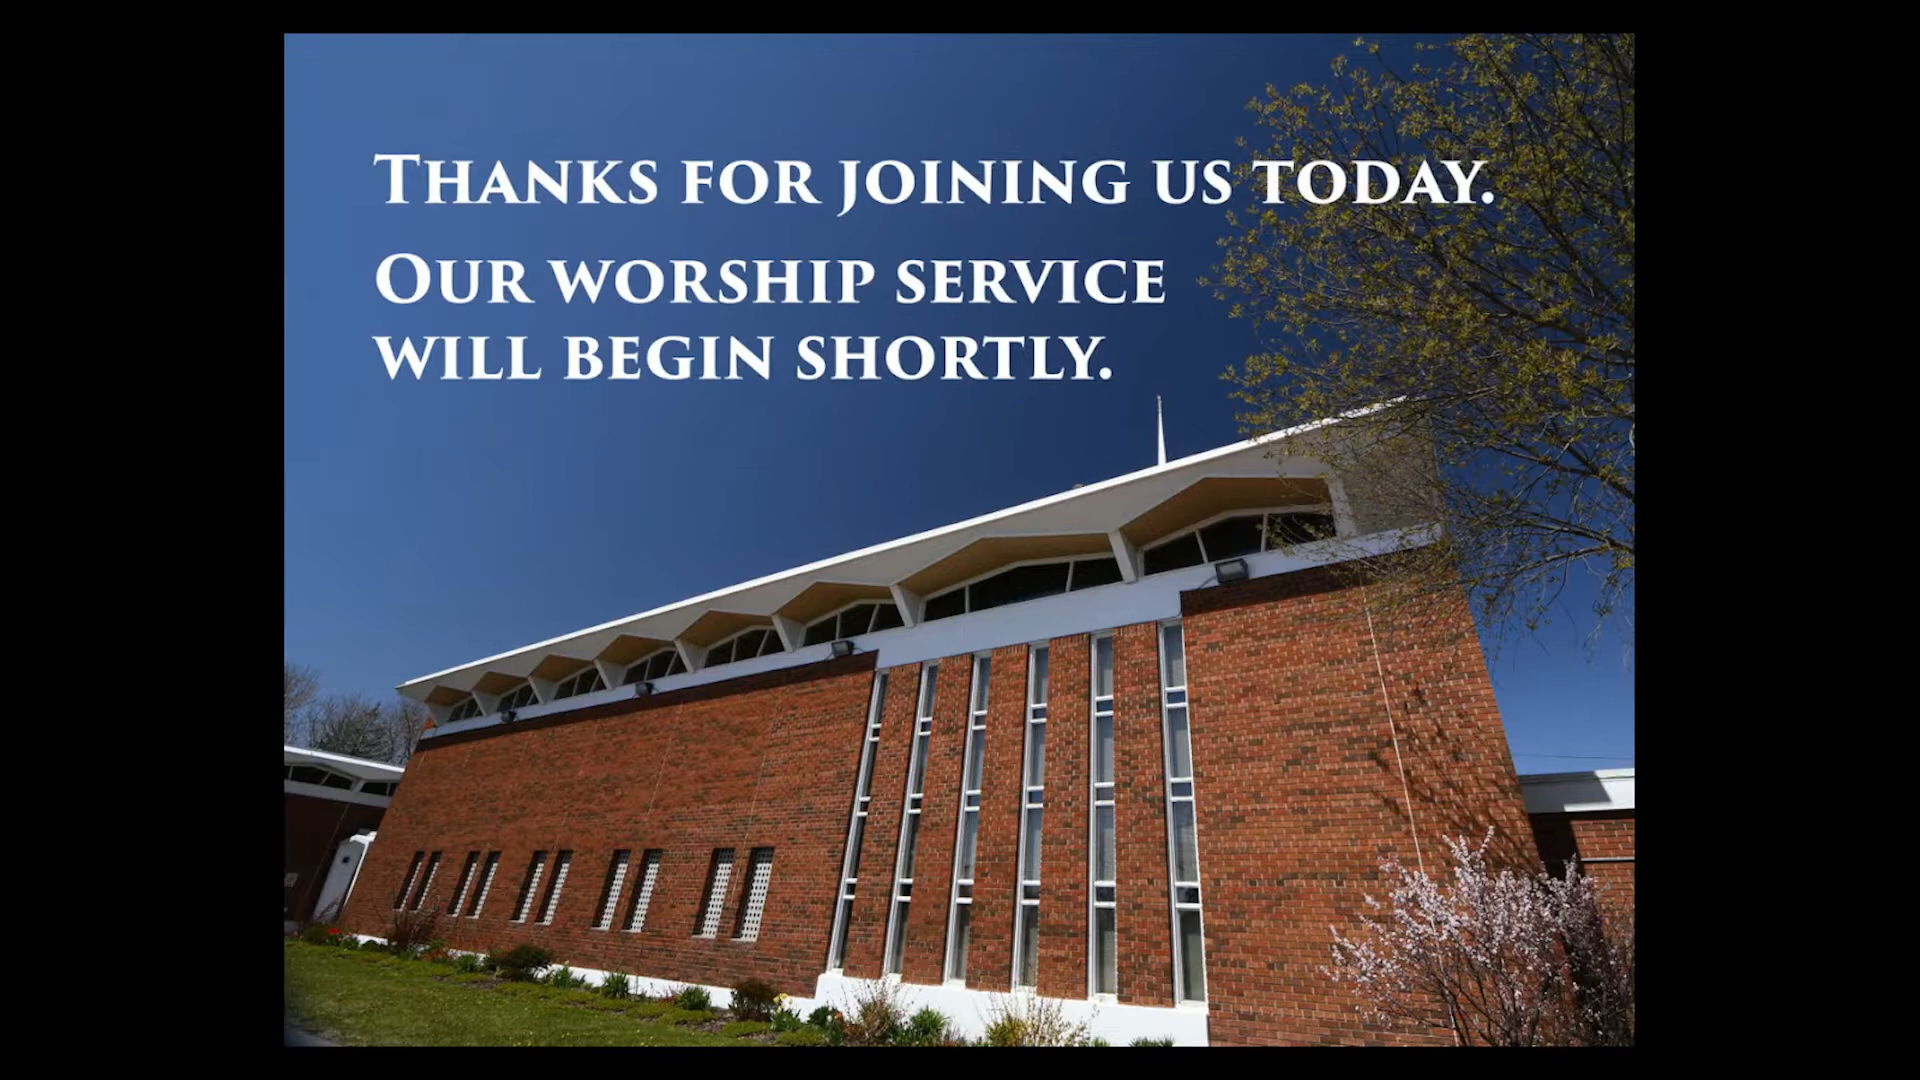 Thanks for joining us today.
Our worship service
will begin shortly.